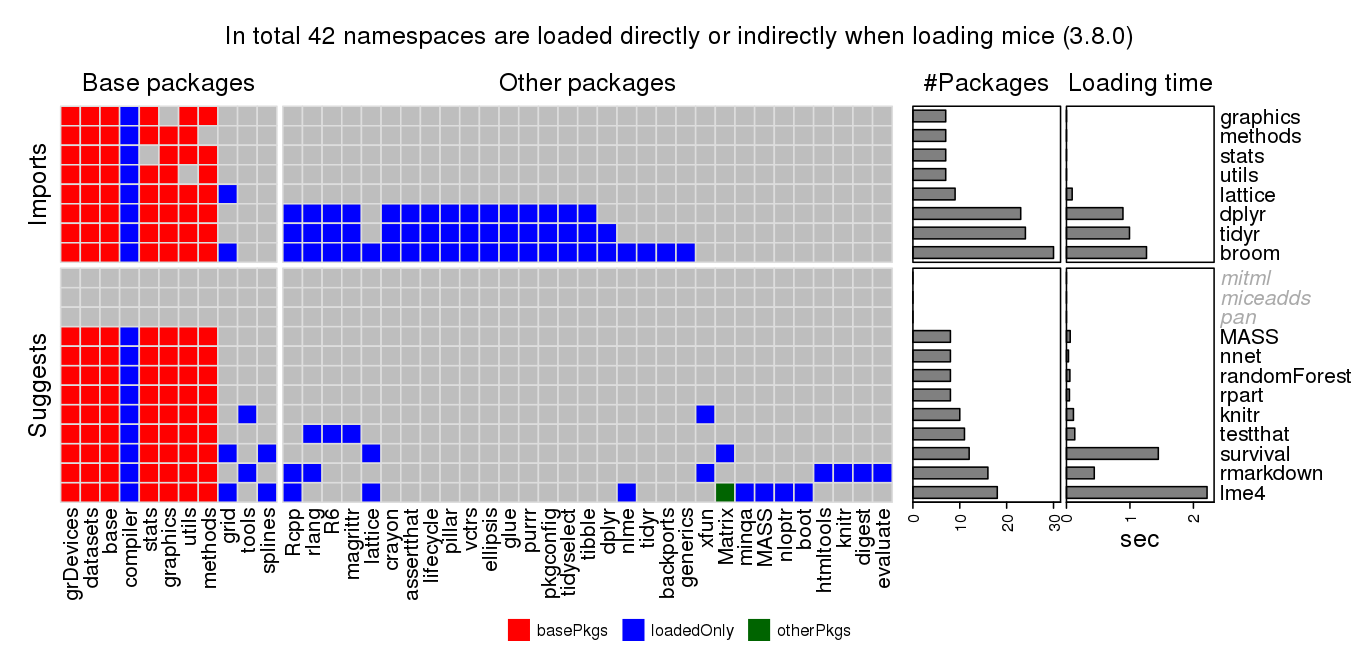 In total 42 namespaces are loaded directly or indirectly when loading mice (3.8.0)
Base packages
Other packages
#Packages
Loading time
Imports
graphics
methods
stats
utils
lattice
dplyr
tidyr
broom
Suggests
mitml
miceadds
pan
MASS
nnet
randomForest
rpart
knitr
testthat
survival
rmarkdown
lme4
grDevices
datasets
base
compiler
stats
graphics
utils
methods
grid
tools
splines
Rcpp
rlang
R6
magrittr
lattice
crayon
assertthat
lifecycle
pillar
vctrs
ellipsis
glue
purrr
pkgconfig
tidyselect
tibble
dplyr
nlme
tidyr
backports
generics
xfun
Matrix
minqa
MASS
nloptr
boot
htmltools
knitr
digest
evaluate
0 10 20 30
0 1 2
sec
basePkgs loadedOnly otherPkgs